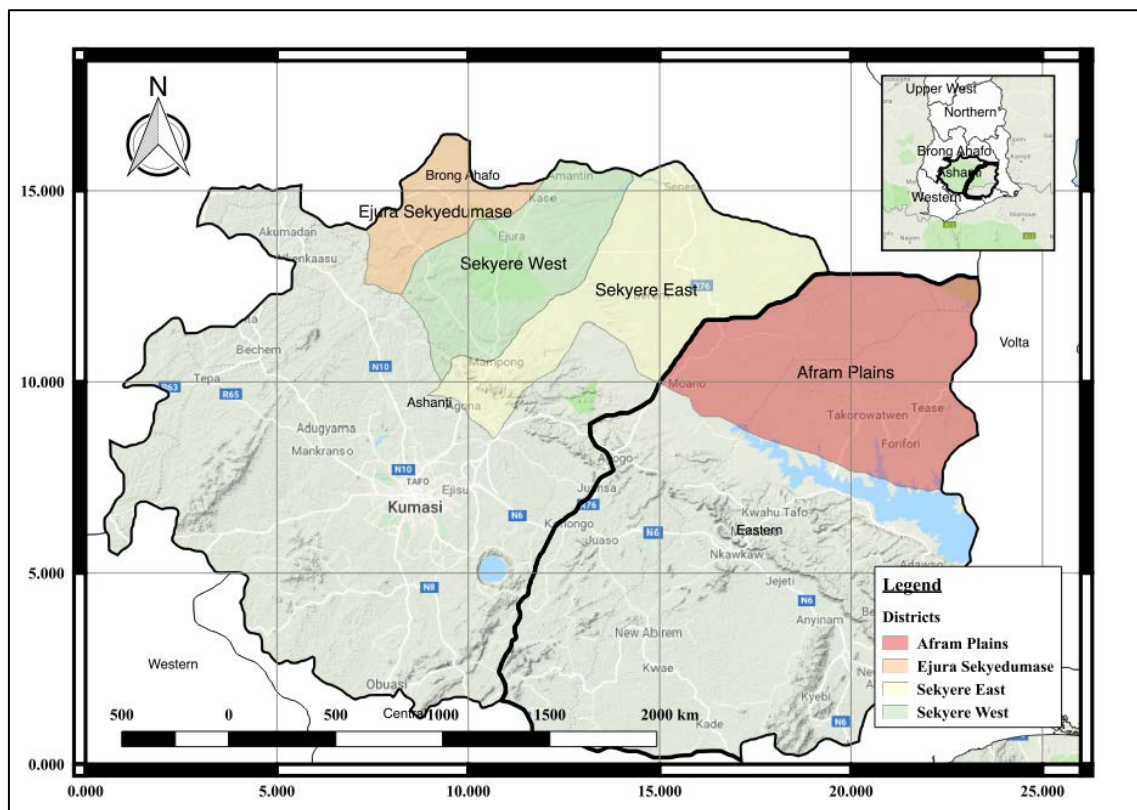 N
Upper West
Northern
Brong Ahafo
Ashanti
Western
15.000
Brong Ahafo
Amantin
Senese
Kase
Ejura Sekyedumase
Akumadan
Nkenkaasu
Ejura
Sekyere West
Sekyere East
R76
Volta
Bechem
N10
Mampong
Afram Plains
10.000
Tepa
R63
R65
Moano
Ashanti
Agona
Takorowatwen
Tease
Adugyama
Forifori
Mankranso
N10
TAFO
Ejisu
Juansa
Kumasi
R76
N6
Konongo
Kwahu Tafo
Eastern
Juaso
N6
Nkawkaw
Adawso
5.000
N8
Jejeti
N6
Anyinam
New Abirem
Western
Kwae
Obuasi
Kyebi
Central
Kade
N6
Legend
Districts
Afram Plains
Ejura Sekyedumase
Sekyere East
Sekyere West
500 0 500 1000 1500 2000 km
0.000
0.000 5.000 10.000 15.000 20.000 25.000